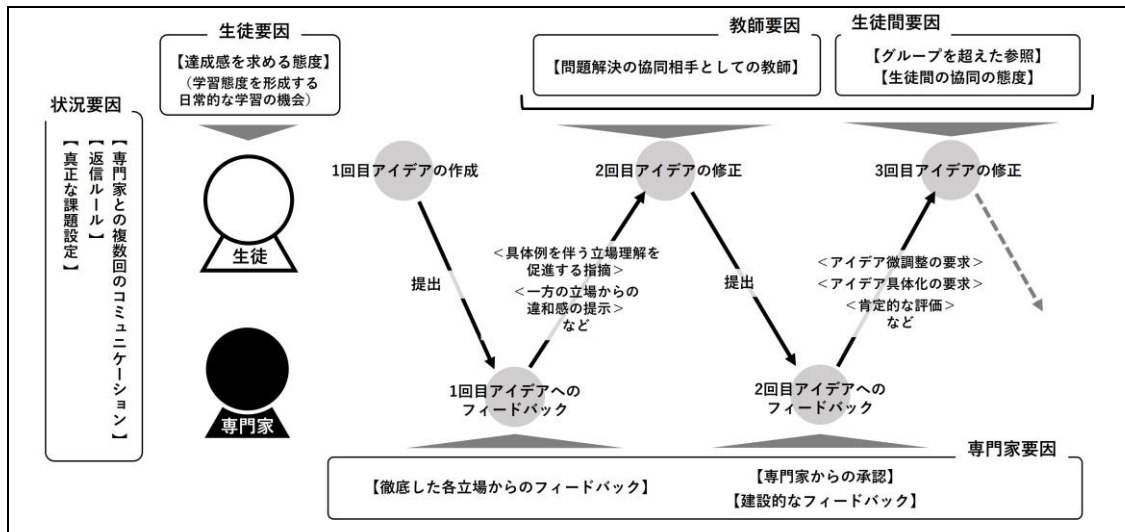 生徒要因
【達成感を求める態度】
（学習態度を形成する
日常的な学習の機会）
教師要因
【問題解決の協同相手としての教師】
生徒間要因
【グループを超えた参照】
【生徒間の協同の態度】
状況要因
【専門家との複数回のコミュニケーション】
【返信ルール】
【真正な課題設定】
生徒
専門家
1回目アイデアの作成
2回目アイデアの修正
3回目アイデアの修正
提出
＜具体例を伴う立場理解を
促進する指摘＞
＜一方の立場からの
違和感の提示＞
など
提出
＜アイデア微調整の要求＞
＜アイデア具体化の要求＞
＜肯定的な評価＞
など
1回目アイデアへの
フィードバック
2回目アイデアへの
フィードバック
専門家要因
【徹底した各立場からのフィードバック】
【専門家からの承認】
【建設的なフィードバック】